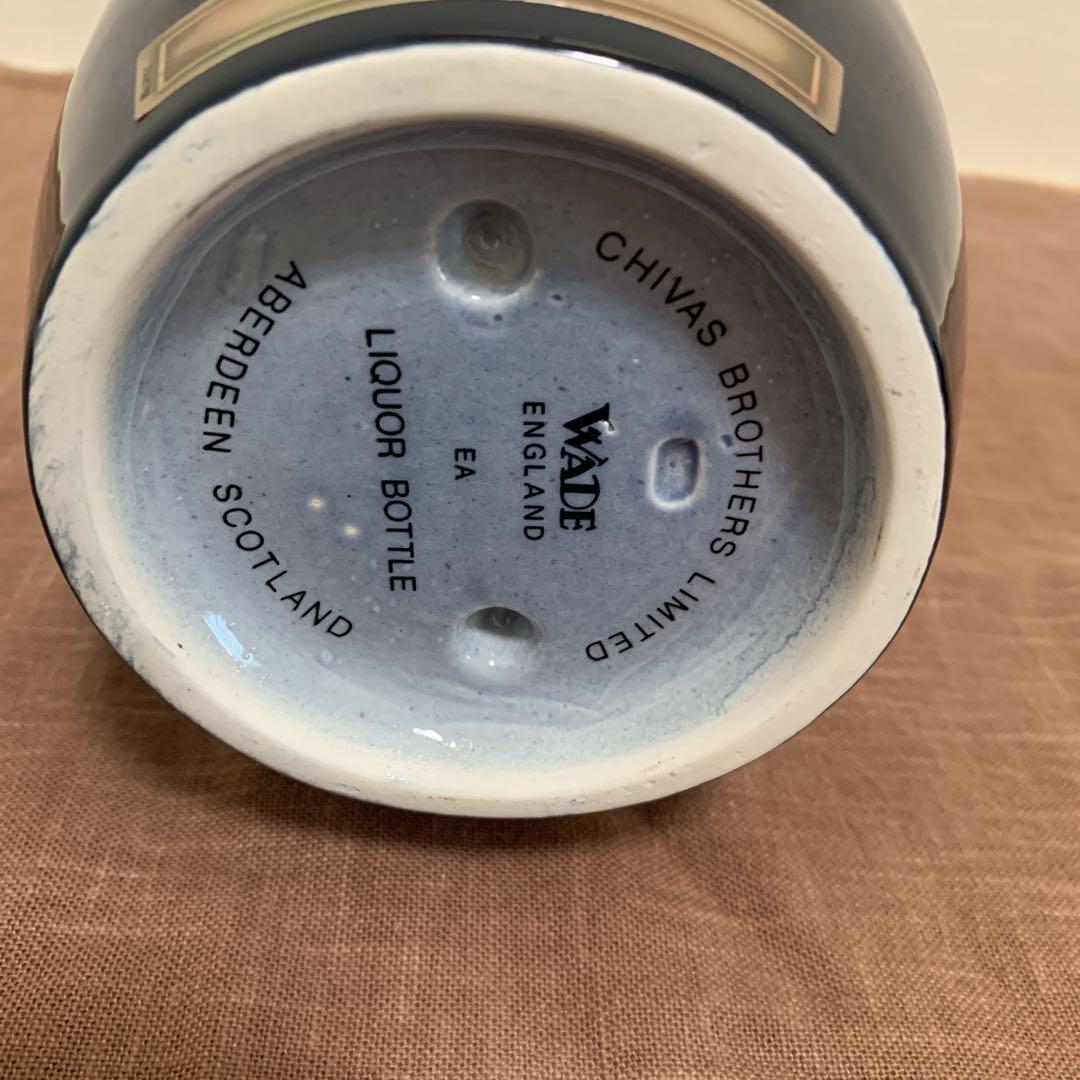 CHIVAS BROTHERS LIMITED
WADE
ENGLAND
EA
LIQUOR BOTTLE
ABERDEEN SCOTLAND